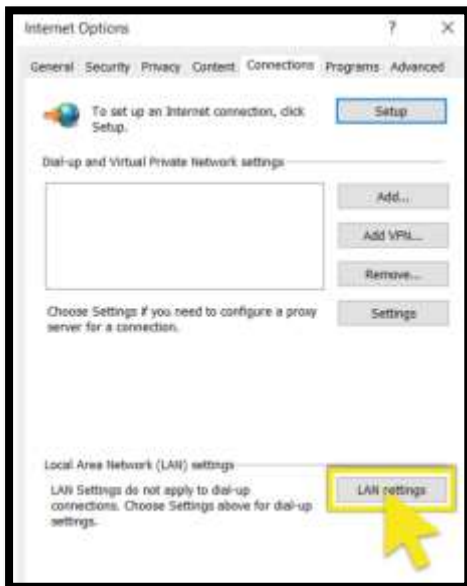 Internet Options ? ×
General Security Privacy Content Connections Programs Advanced
To set up an Internet connection, click Setup
Setup.
Dial-up and Virtual Private Network settings
Add...
Add VPN...
Remove...
Choose Settings if you need to configure a proxy Settings
server for a connection.
Local Area Network (LAN) settings
LAN Settings do not apply to dial-up LAN settings
connections. Choose Settings above for dial-up
settings.